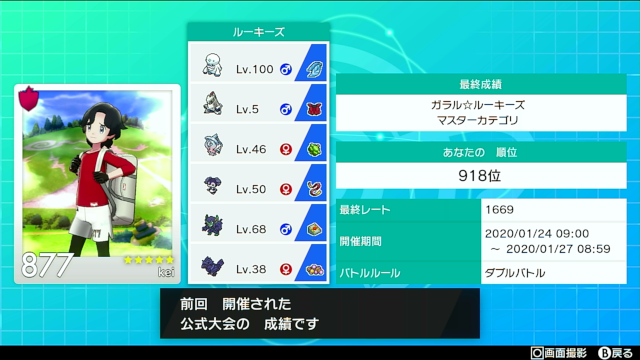 ルーキーズ
Lv.100
Lv.5
Lv.46
Lv.50
Lv.68
Lv.38
877
kei
最終成績
ガラル☆ルーキーズ
マスターカテゴリ
あなたの 順位
918位
最終レート 1669
開催期間 2020/01/24 09:00
～ 2020/01/27 08:59
バトルルール ダブルバトル
前回 開催された
公式大会の 成績です
画面撮影 B戻る